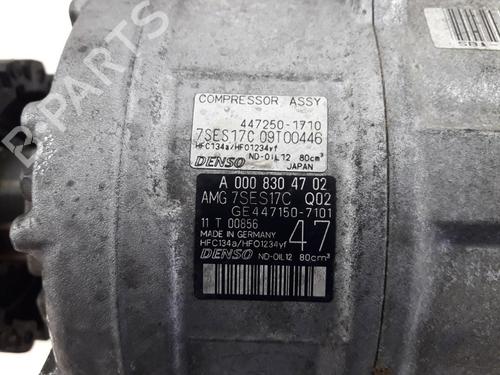 COMPRESSOR ASSY
447250-1710
7SES17C 09T00446
HFC134a/HFO1234yf
DENSO ND-OIL12 80cm³
JAPAN
A 000 830 47 02
AMG 7SES17C Q02
GE447150-7101
11 T 00856
MADE IN GERMANY 47
HFC134a/HFO1234yf
DENSO ND-OIL12 80cm³
B PARTS